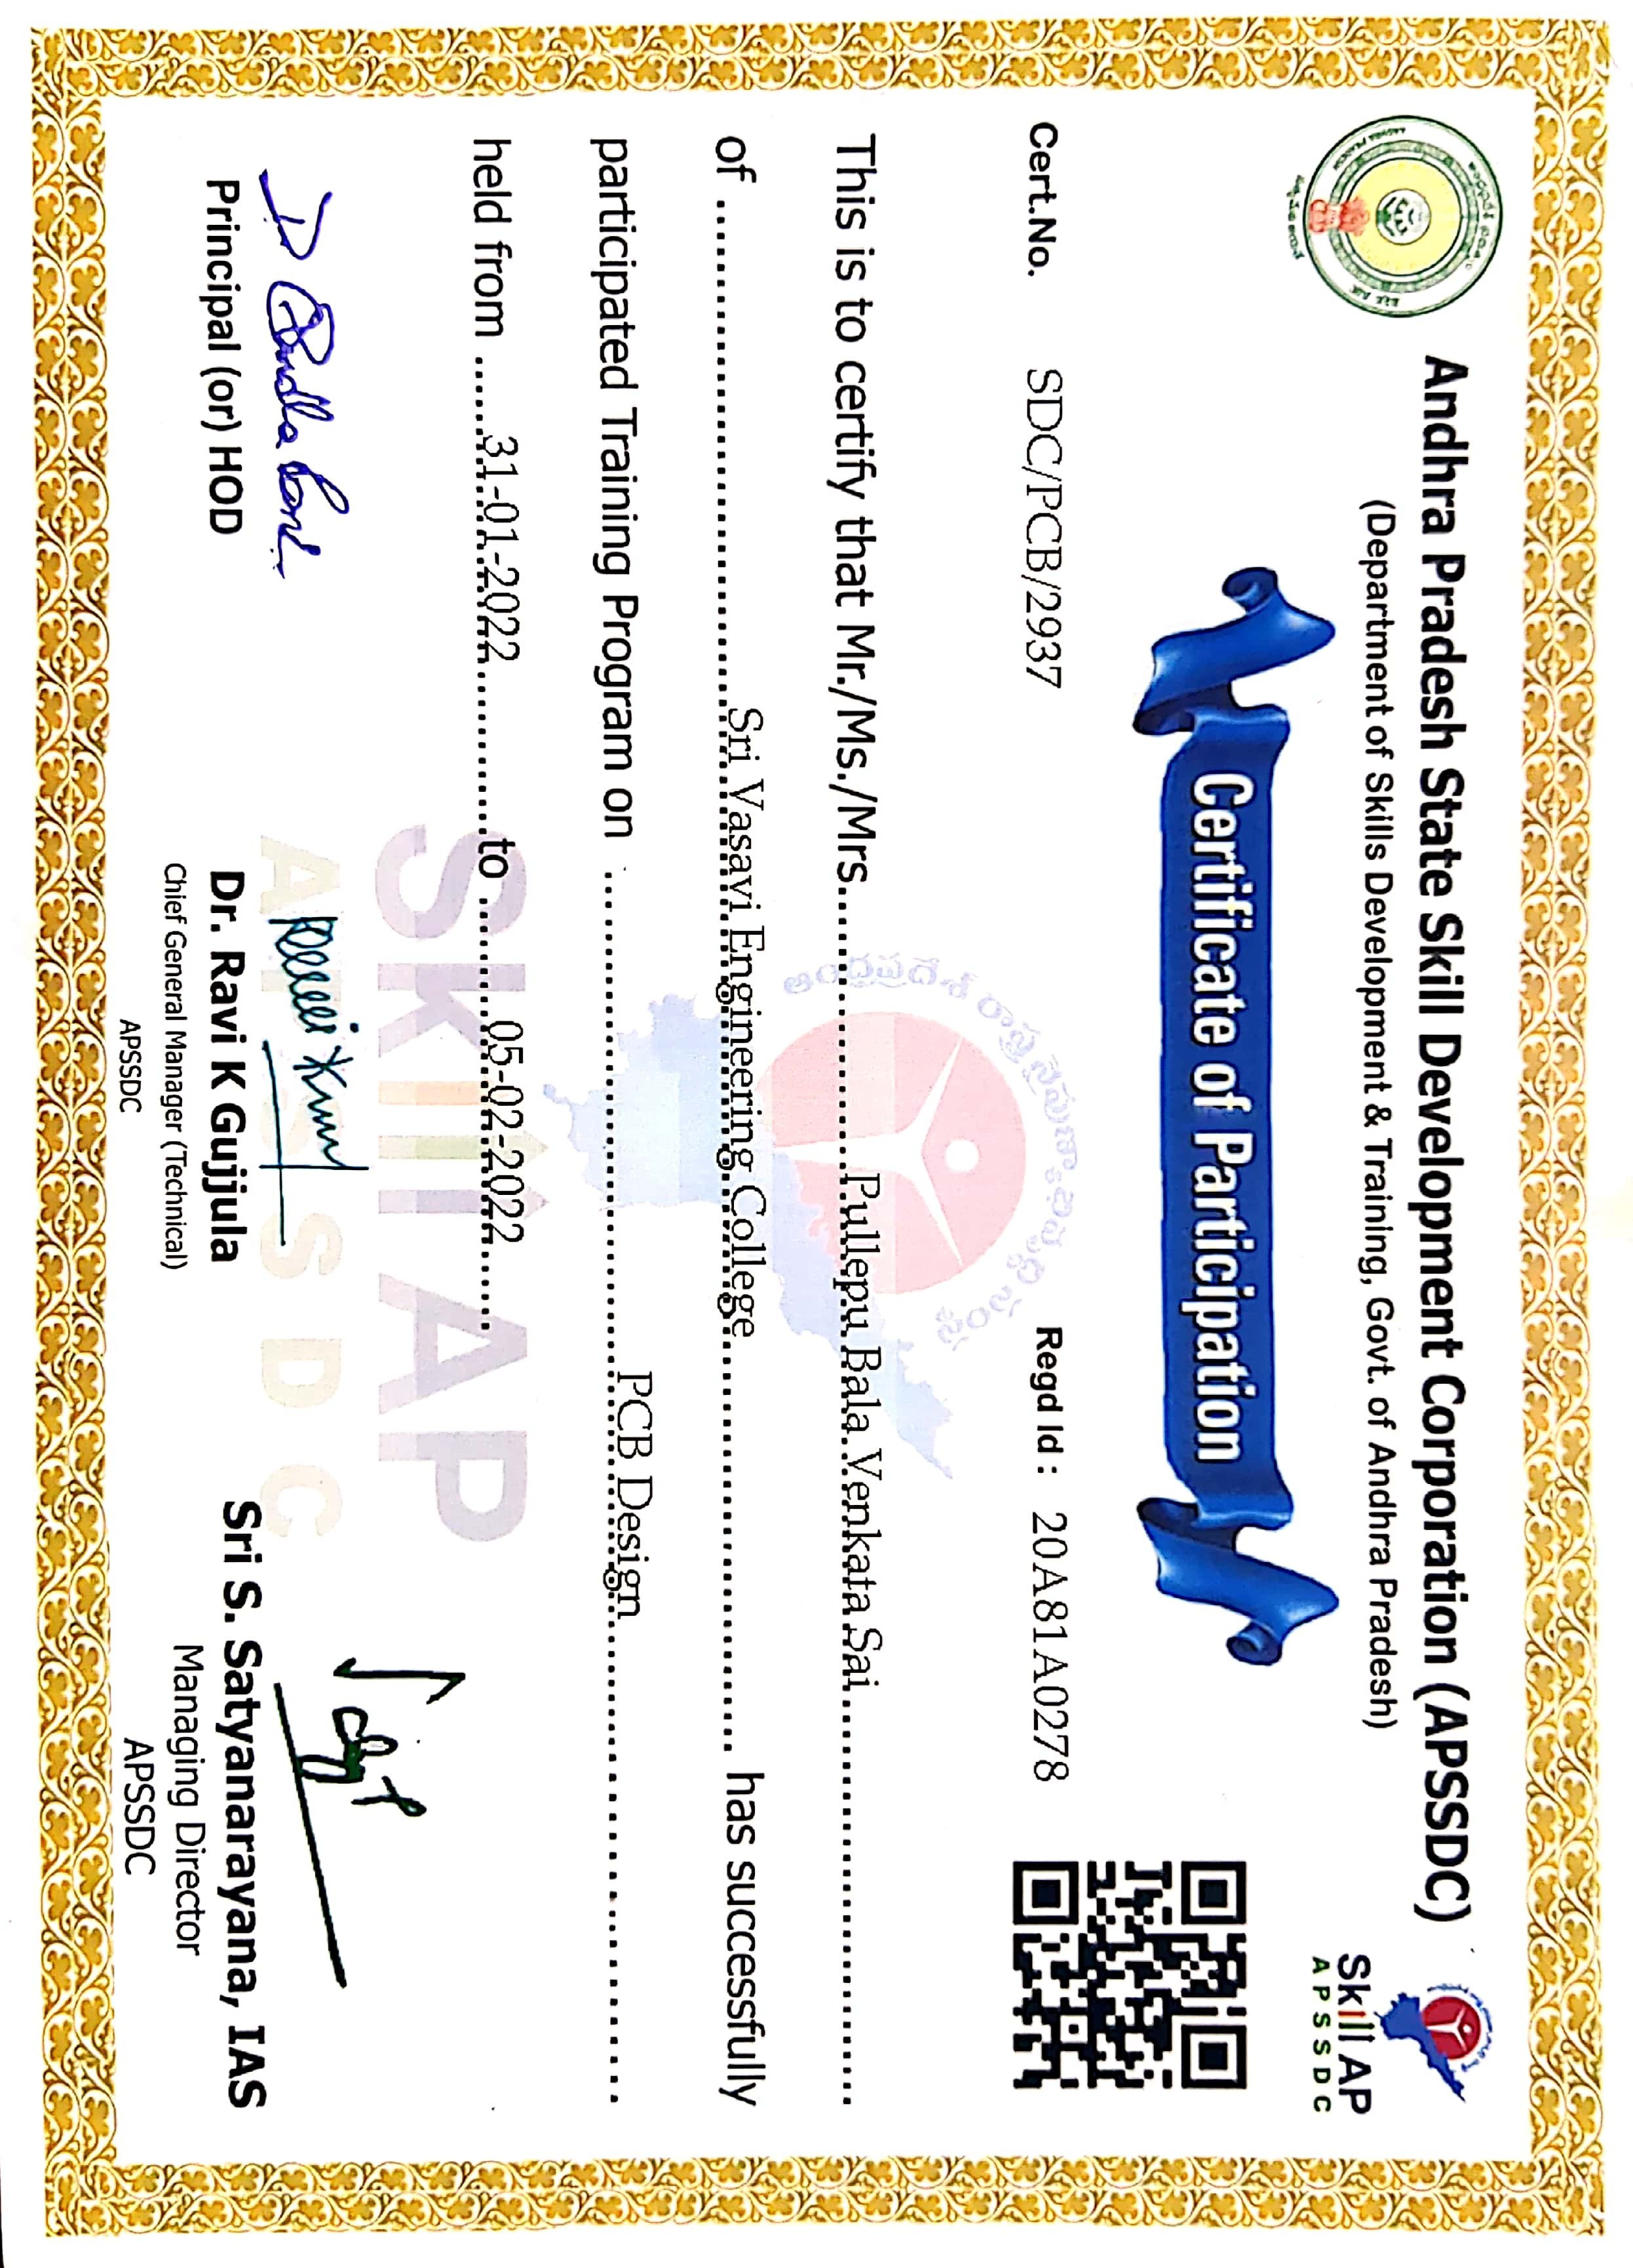 Andhra Pradesh State Skill Development Corporation (APSSDC)
(Department of Skills Development & Training, Govt. of Andhra Pradesh)
Skill AP
APSSDC
Certificate of Participation
Cert.No. SDC/PCB/2937
Regd Id : 20A81A0278
ఆంధ్రప్రదేశ్ రాష్ట్ర నైపుణ్యాభివృద్ధి సంస్థ
This is to certify that Mr./Ms./Mrs. Pullepu Bala Venkata Sai
of Sri Vasavi Engineering College has successfully
participated Training Program on PCB Design
held from 31-01-2022 to 05-02-2022
Skill AP
APSSDC
Principal (or) HOD
Dr. Ravi K Gujjula
Chief General Manager (Technical)
APSSDC
Sri S. Satyanarayana, IAS
Managing Director
APSSDC